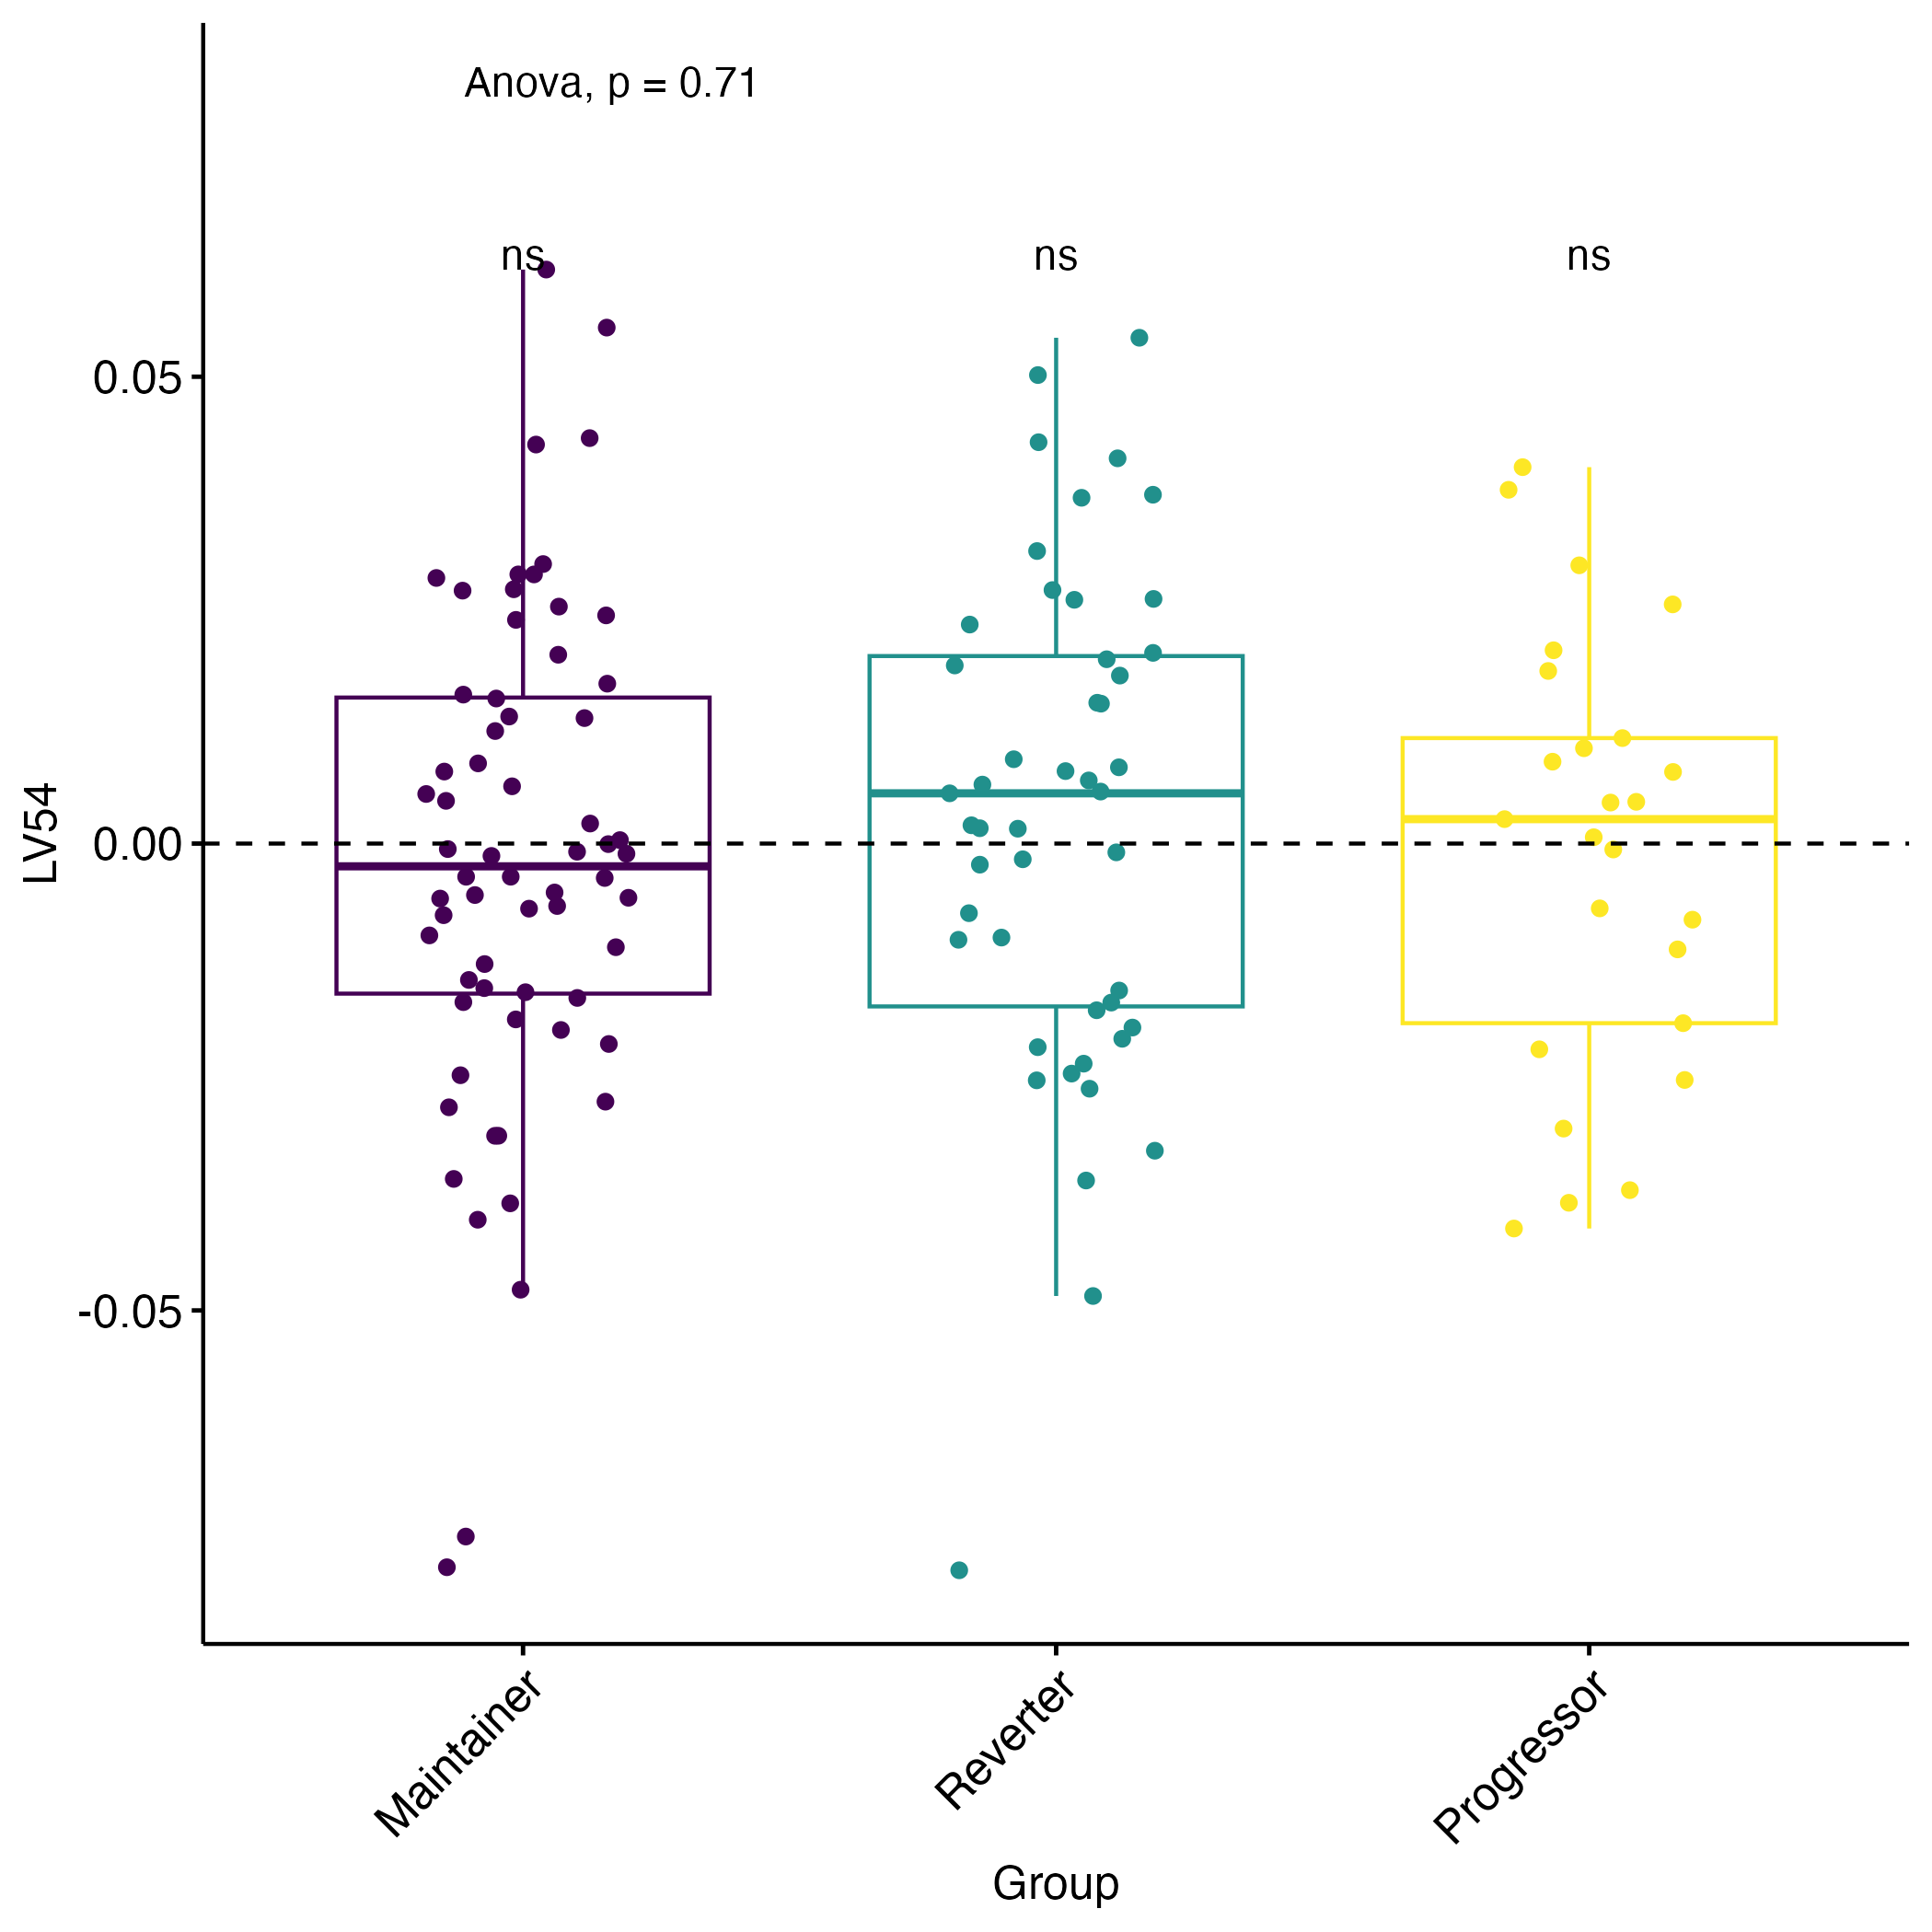 Anova, p = 0.71
ns ns ns
0.05
0.00
-0.05
LV54
Maintainer
Reverter
Progressor
Group